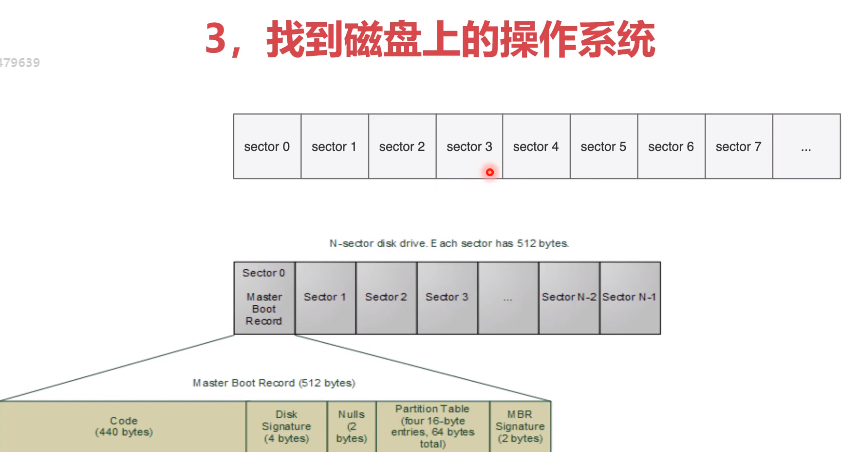 3，找到磁盘上的操作系统
479639
sector 0 sector 1 sector 2 sector 3 sector 4 sector 5 sector 6 sector 7 ...
N-sector disk drive. Each sector has 512 bytes.
Sector 0
Master
Boot
Record
Sector 1 Sector 2 Sector 3 ... Sector N-2 Sector N-1
Master Boot Record (512 bytes)
Code
(440 bytes)
Disk
Signature
(4 bytes)
Nulls
(2
bytes)
Partition Table
(four 16-byte
entries, 64 bytes
total)
MBR
Signature
(2 bytes)